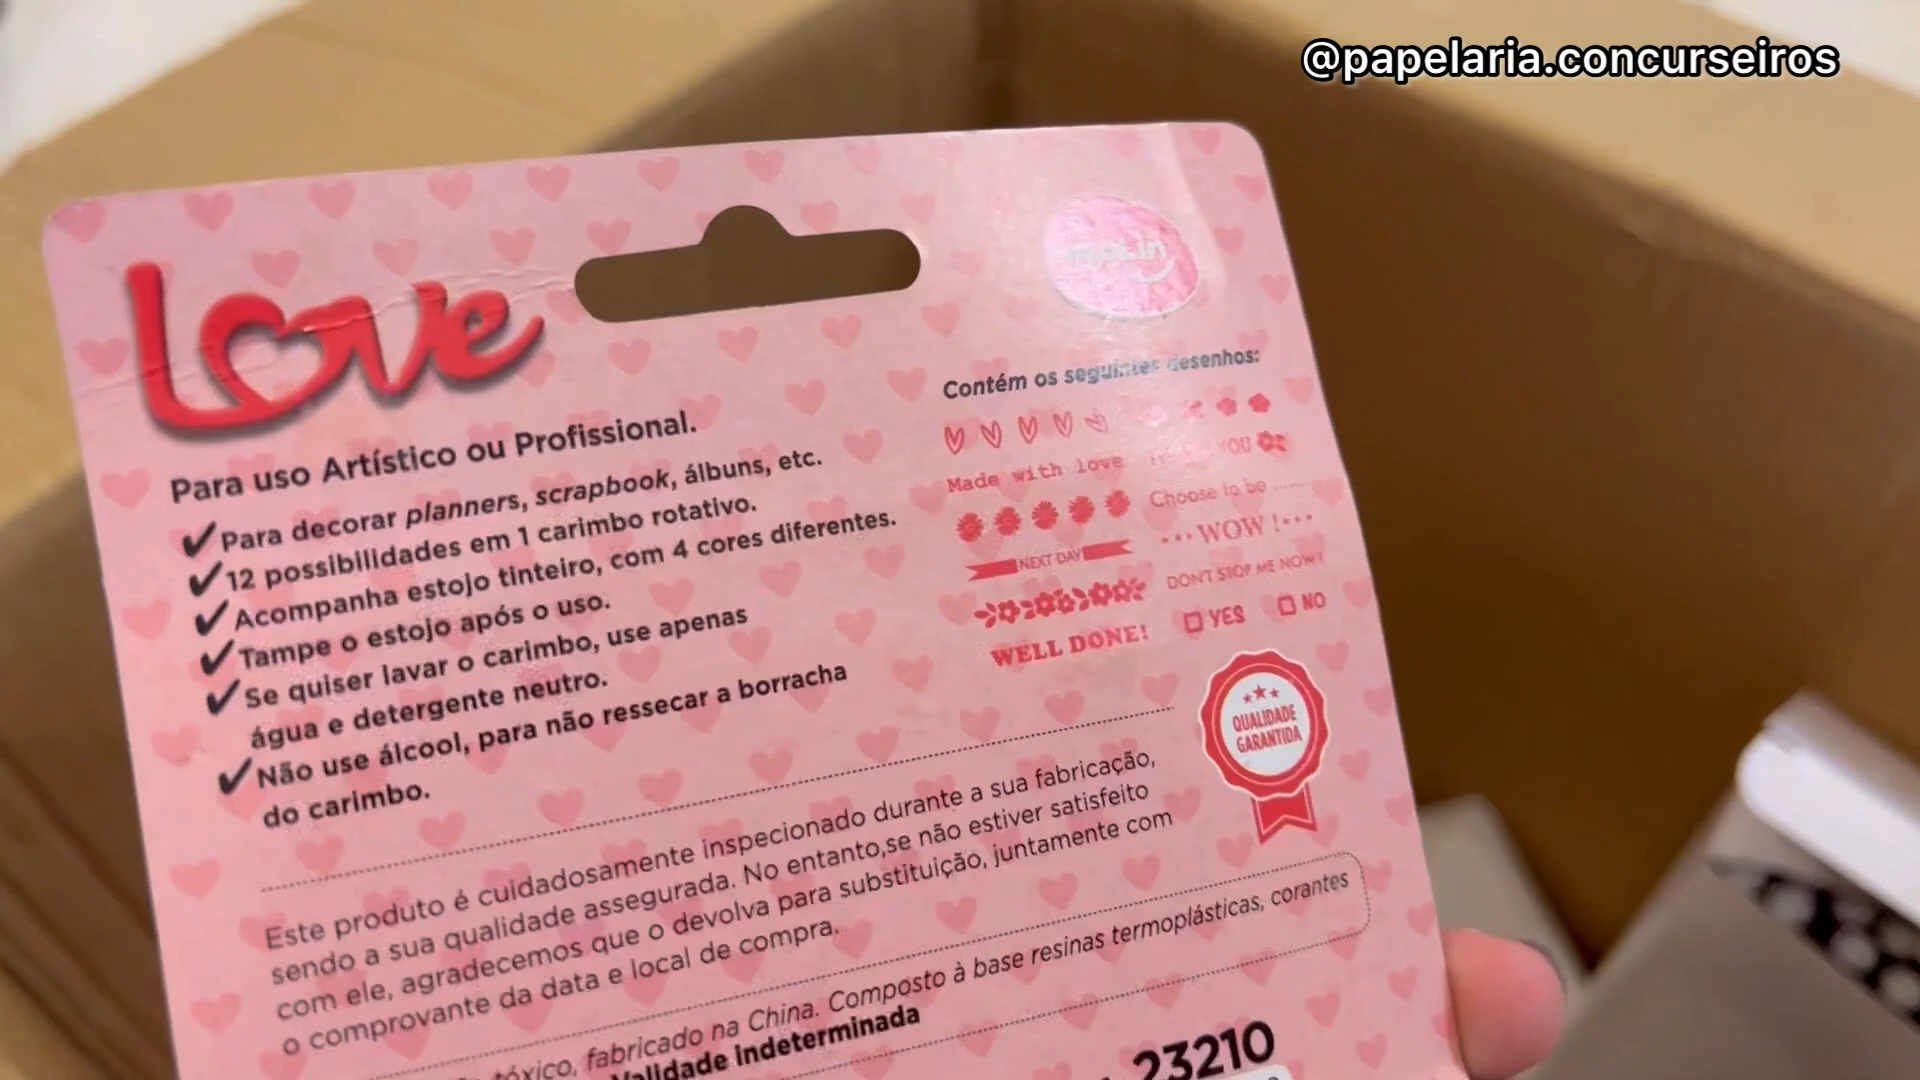 @papelaria.concurseiros
Love
Para uso Artístico ou Profissional.
✔Para decorar planners, scrapbook, álbuns, etc.
✔12 possibilidades em 1 carimbo rotativo.
✔Acompanha estojo tinteiro, com 4 cores diferentes.
✔Tampe o estojo após o uso.
✔Se quiser lavar o carimbo, use apenas
água e detergente neutro.
✔Não use álcool, para não ressecar a borracha
do carimbo.
Contém os seguintes desenhos:
Made with love
YOU
Choose to be
...WOW!...
NEXT DAY
DON'T STOP ME NOW!
WELL DONE!
YES
NO
QUALIDADE
GARANTIDA
Este produto é cuidadosamente inspecionado durante a sua fabricação,
sendo a sua qualidade assegurada. No entanto,se não estiver satisfeito
com ele, agradecemos que o devolva para substituição, juntamente com
o comprovante da data e local de compra.
tóxico, fabricado na China. Composto à base resinas termoplásticas, corantes
Validade indeterminada
23210